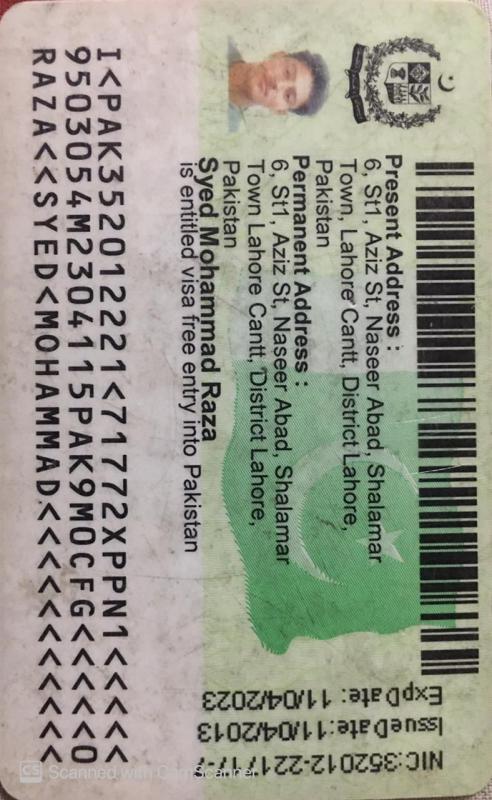 Present Address :
6, St1, Aziz St, Naseer Abad, Shalamar
Town, Lahore Cantt, District Lahore,
Pakistan
Permanent Address :
6, St1, Aziz St, Naseer Abad, Shalamar
Town Lahore Cantt, District Lahore,
Pakistan
Syed Mohammad Raza
is entitled visa free entry into Pakistan
I<PAK352012221<71772XPPN1<<<<<
9503054M2304115PAK9MOCFG<<<<<0
RAZA<<SYED<MOHAMMAD<<<<<<<<<<<
NIC:352012-221717-7
IssueDate:11/04/2013
ExpDate: 11/04/2023
CS Scanned with CamScanner